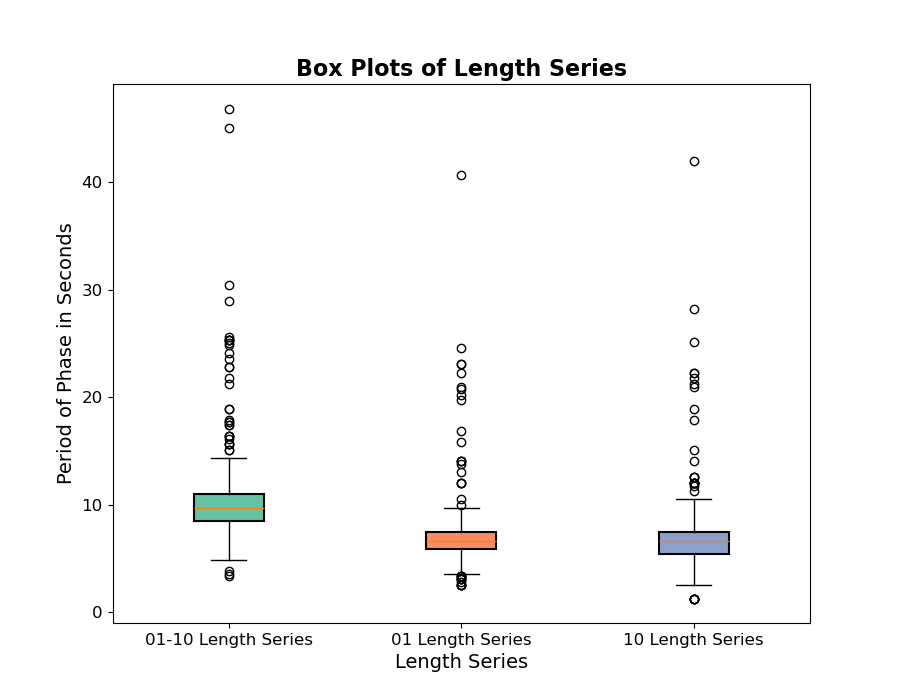 Box Plots of Length Series
Period of Phase in Seconds
40
30
20
10
0
01-10 Length Series
01 Length Series
10 Length Series
Length Series